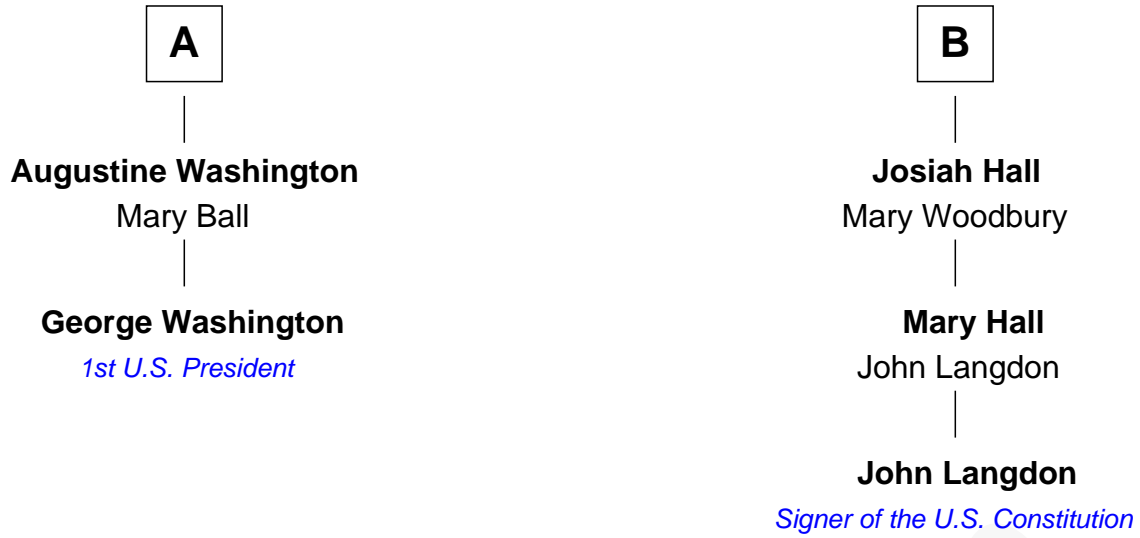 A
Augustine Washington
Mary Ball
George Washington
1st U.S. President
B
Josiah Hall
Mary Woodbury
Mary Hall
John Langdon
John Langdon
Signer of the U.S. Constitution